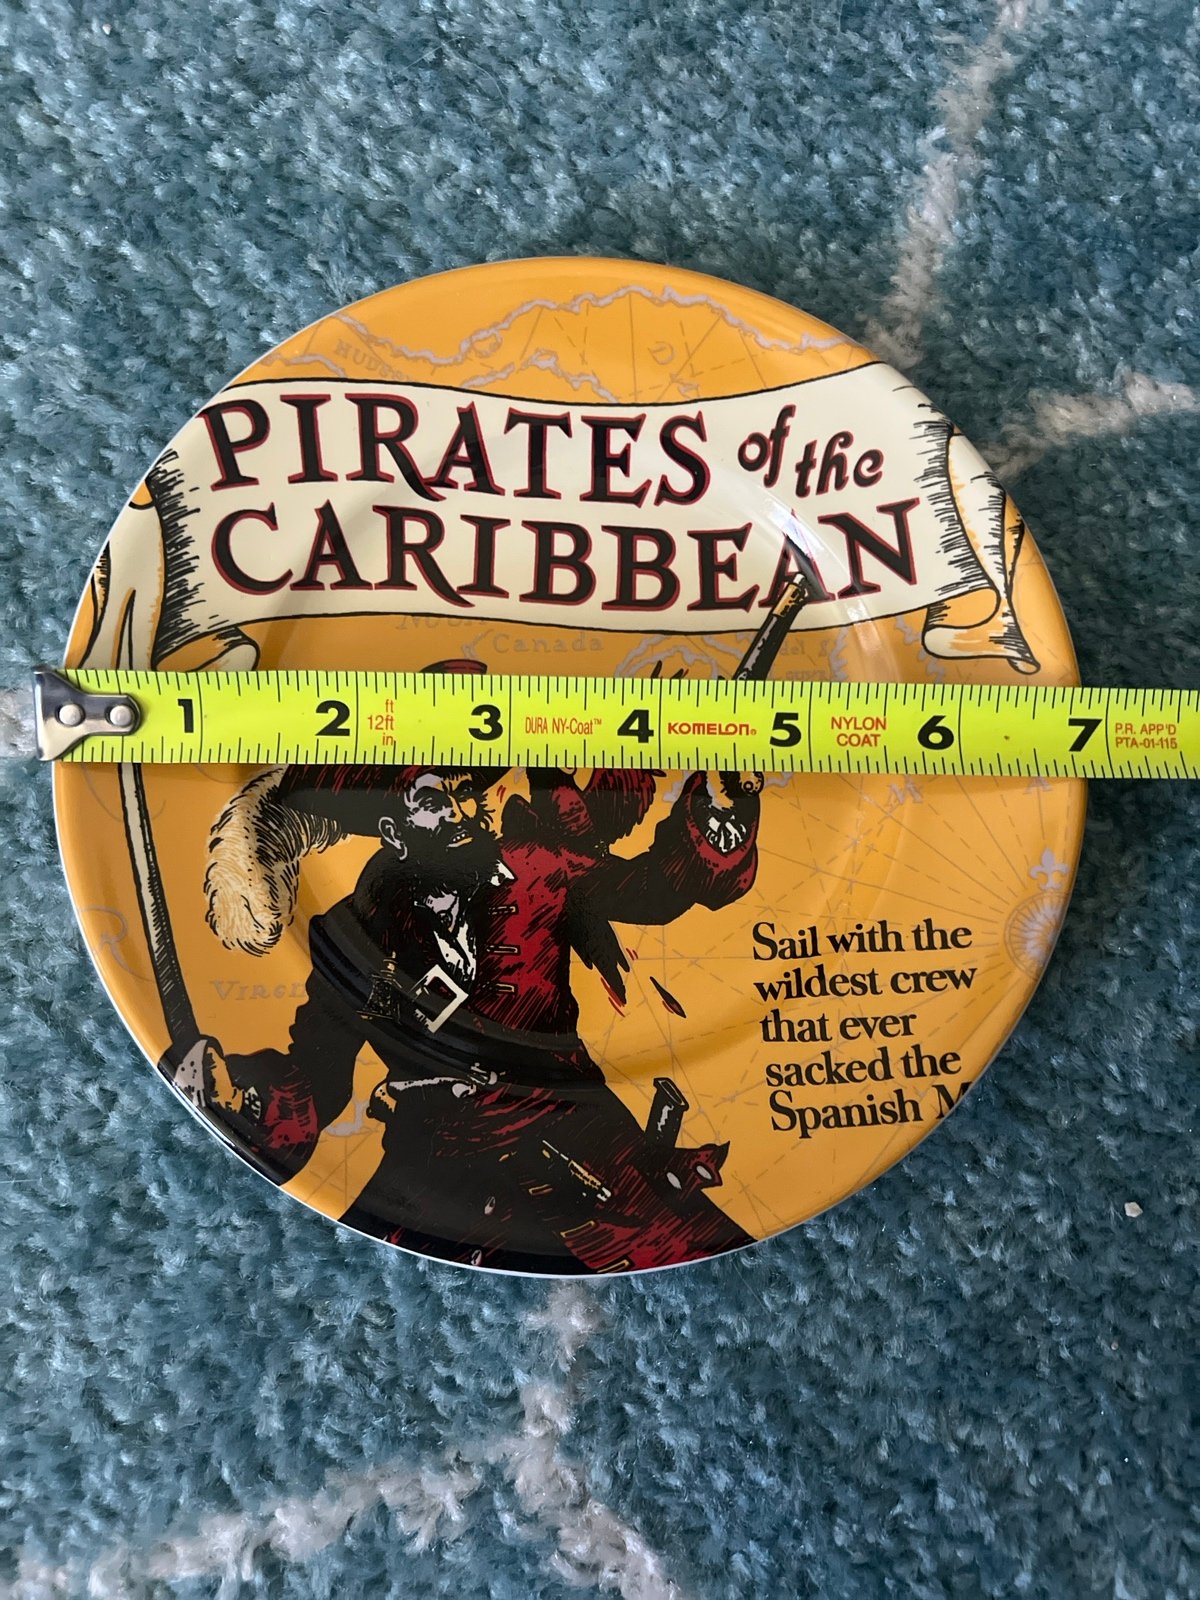 PIRATES of the
CARIBBEAN
Canada
1 2 ft 12ft in. 3 DURA NY-Coat™ 4 KOMELON® 5 NYLON COAT 6 7 P.R. APP'D PTA-01-115
Sail with the
wildest crew
that ever
sacked the
Spanish M